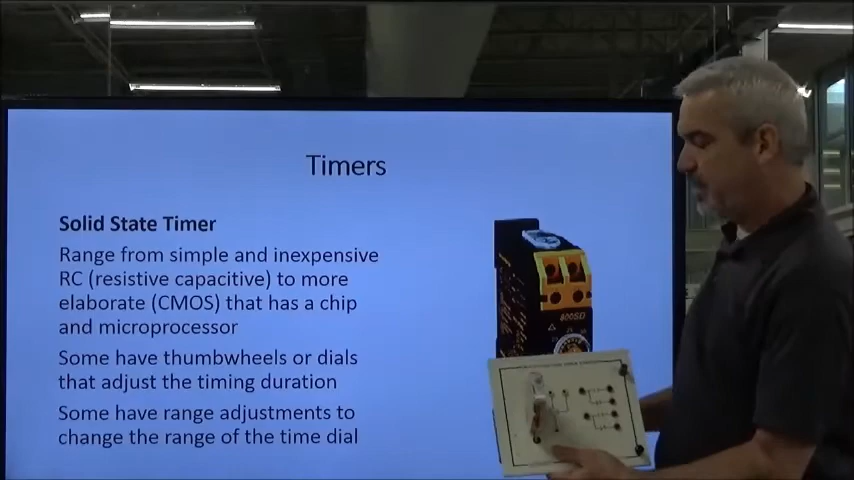 Timers
Solid State Timer
Range from simple and inexpensive
RC (resistive capacitive) to more
elaborate (CMOS) that has a chip
and microprocessor
Some have thumbwheels or dials
that adjust the timing duration
Some have range adjustments to
change the range of the time dial